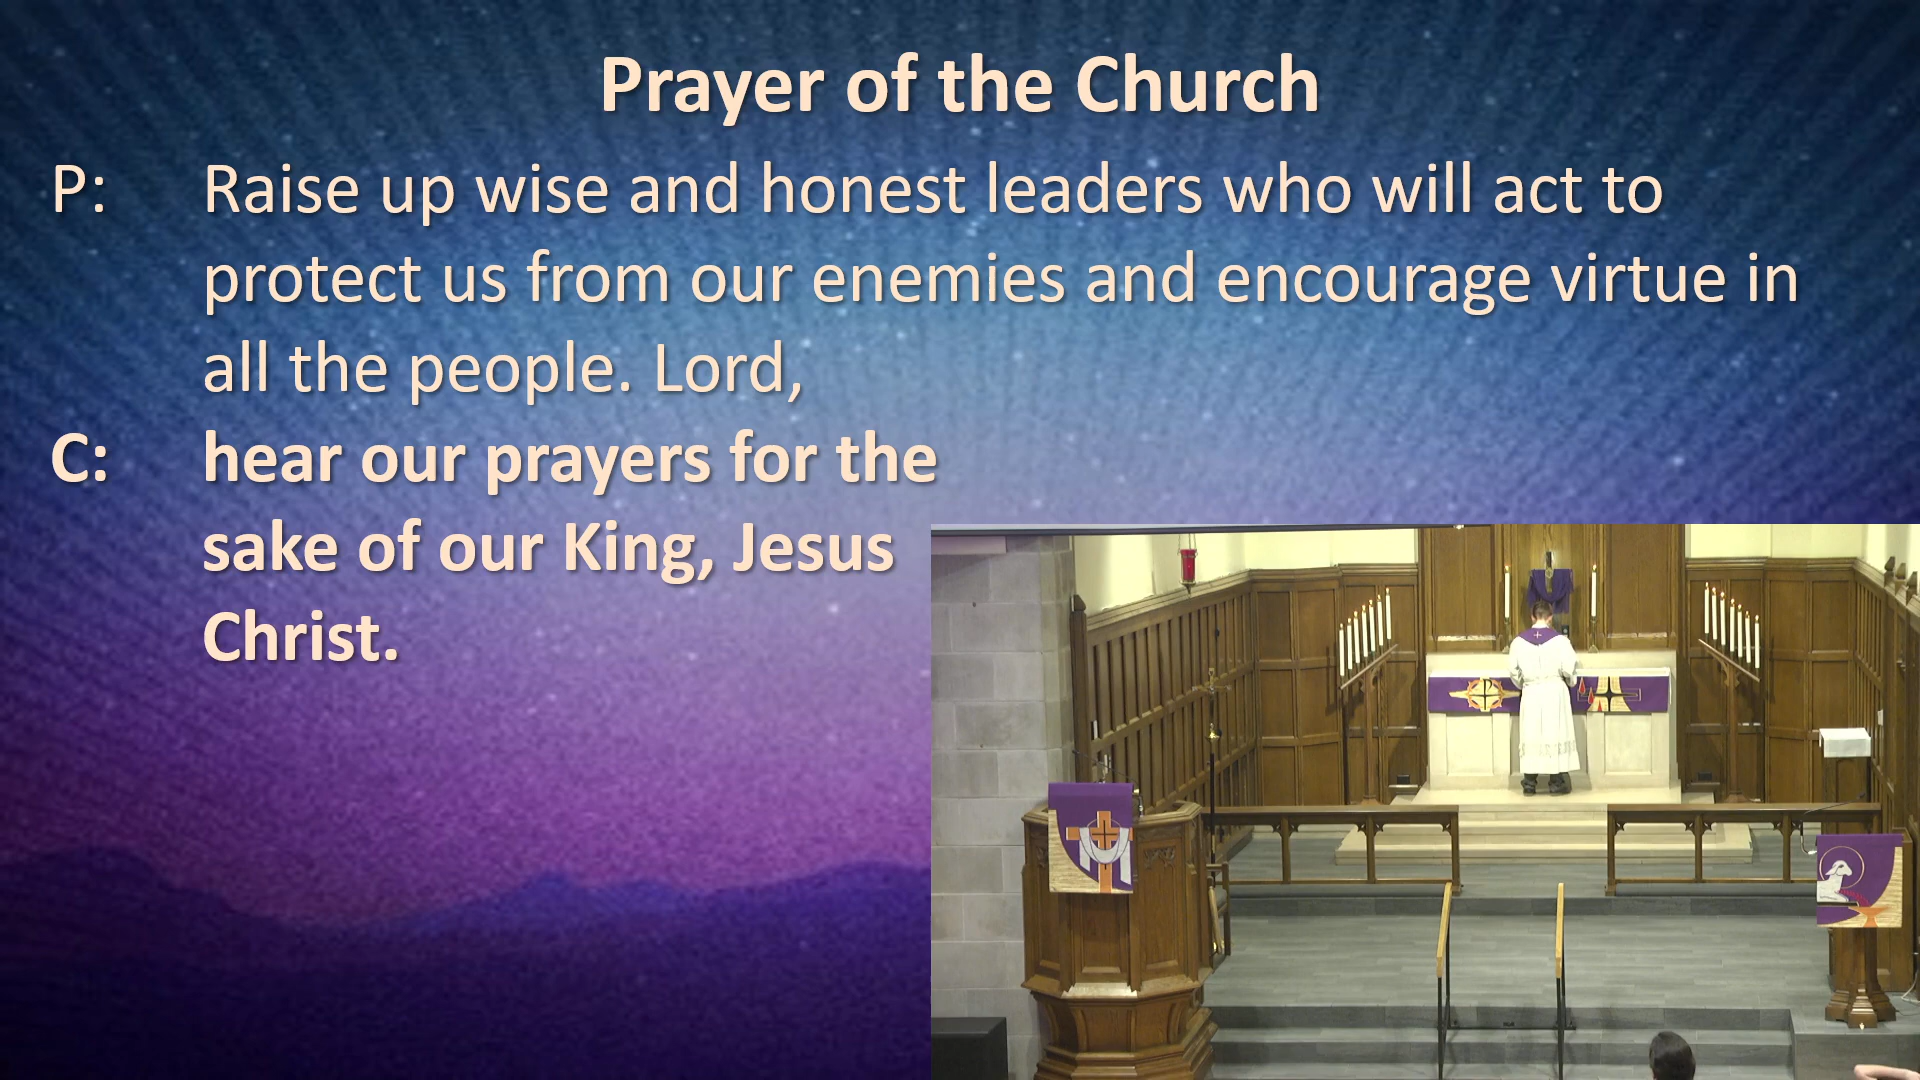 Prayer of the Church
P: Raise up wise and honest leaders who will act to
protect us from our enemies and encourage virtue in
all the people. Lord,
C: hear our prayers for the
sake of our King, Jesus
Christ.